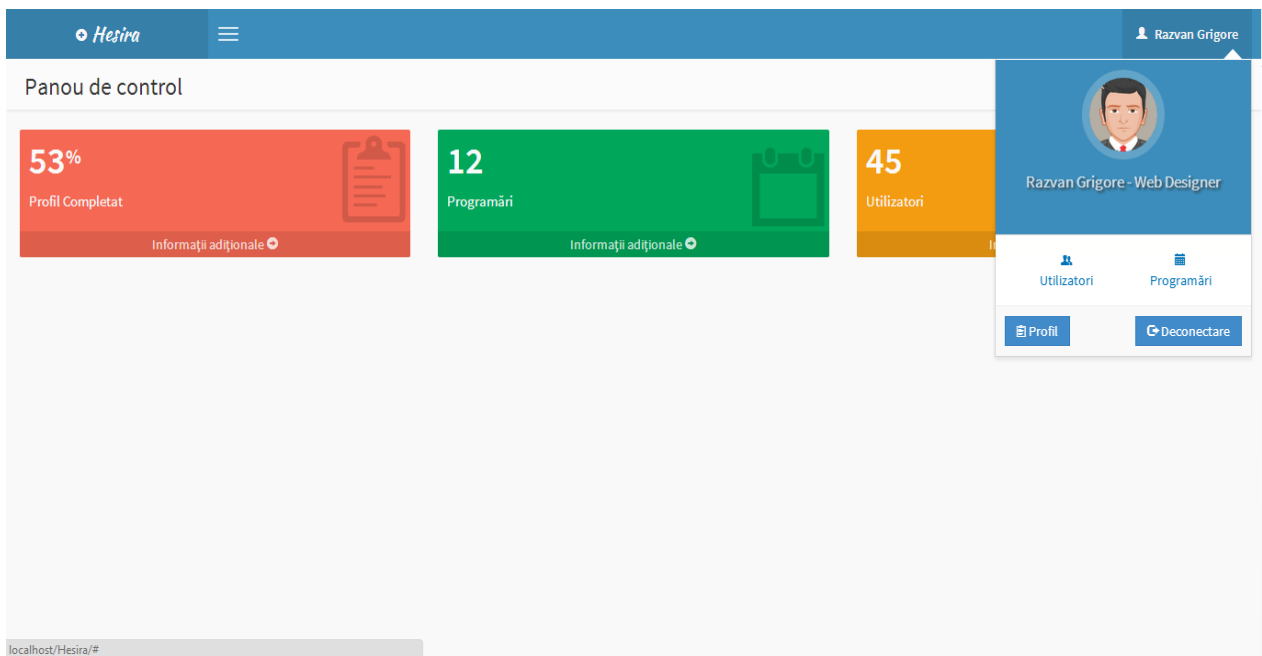 Hesira
Razvan Grigore
Panou de control
53%
Profil Completat
Informații adiționale
12
Programări
Informații adiționale
45
Utilizatori
Razvan Grigore - Web Designer
Utilizatori
Programări
Profil
Deconectare
localhost/Hesira/#